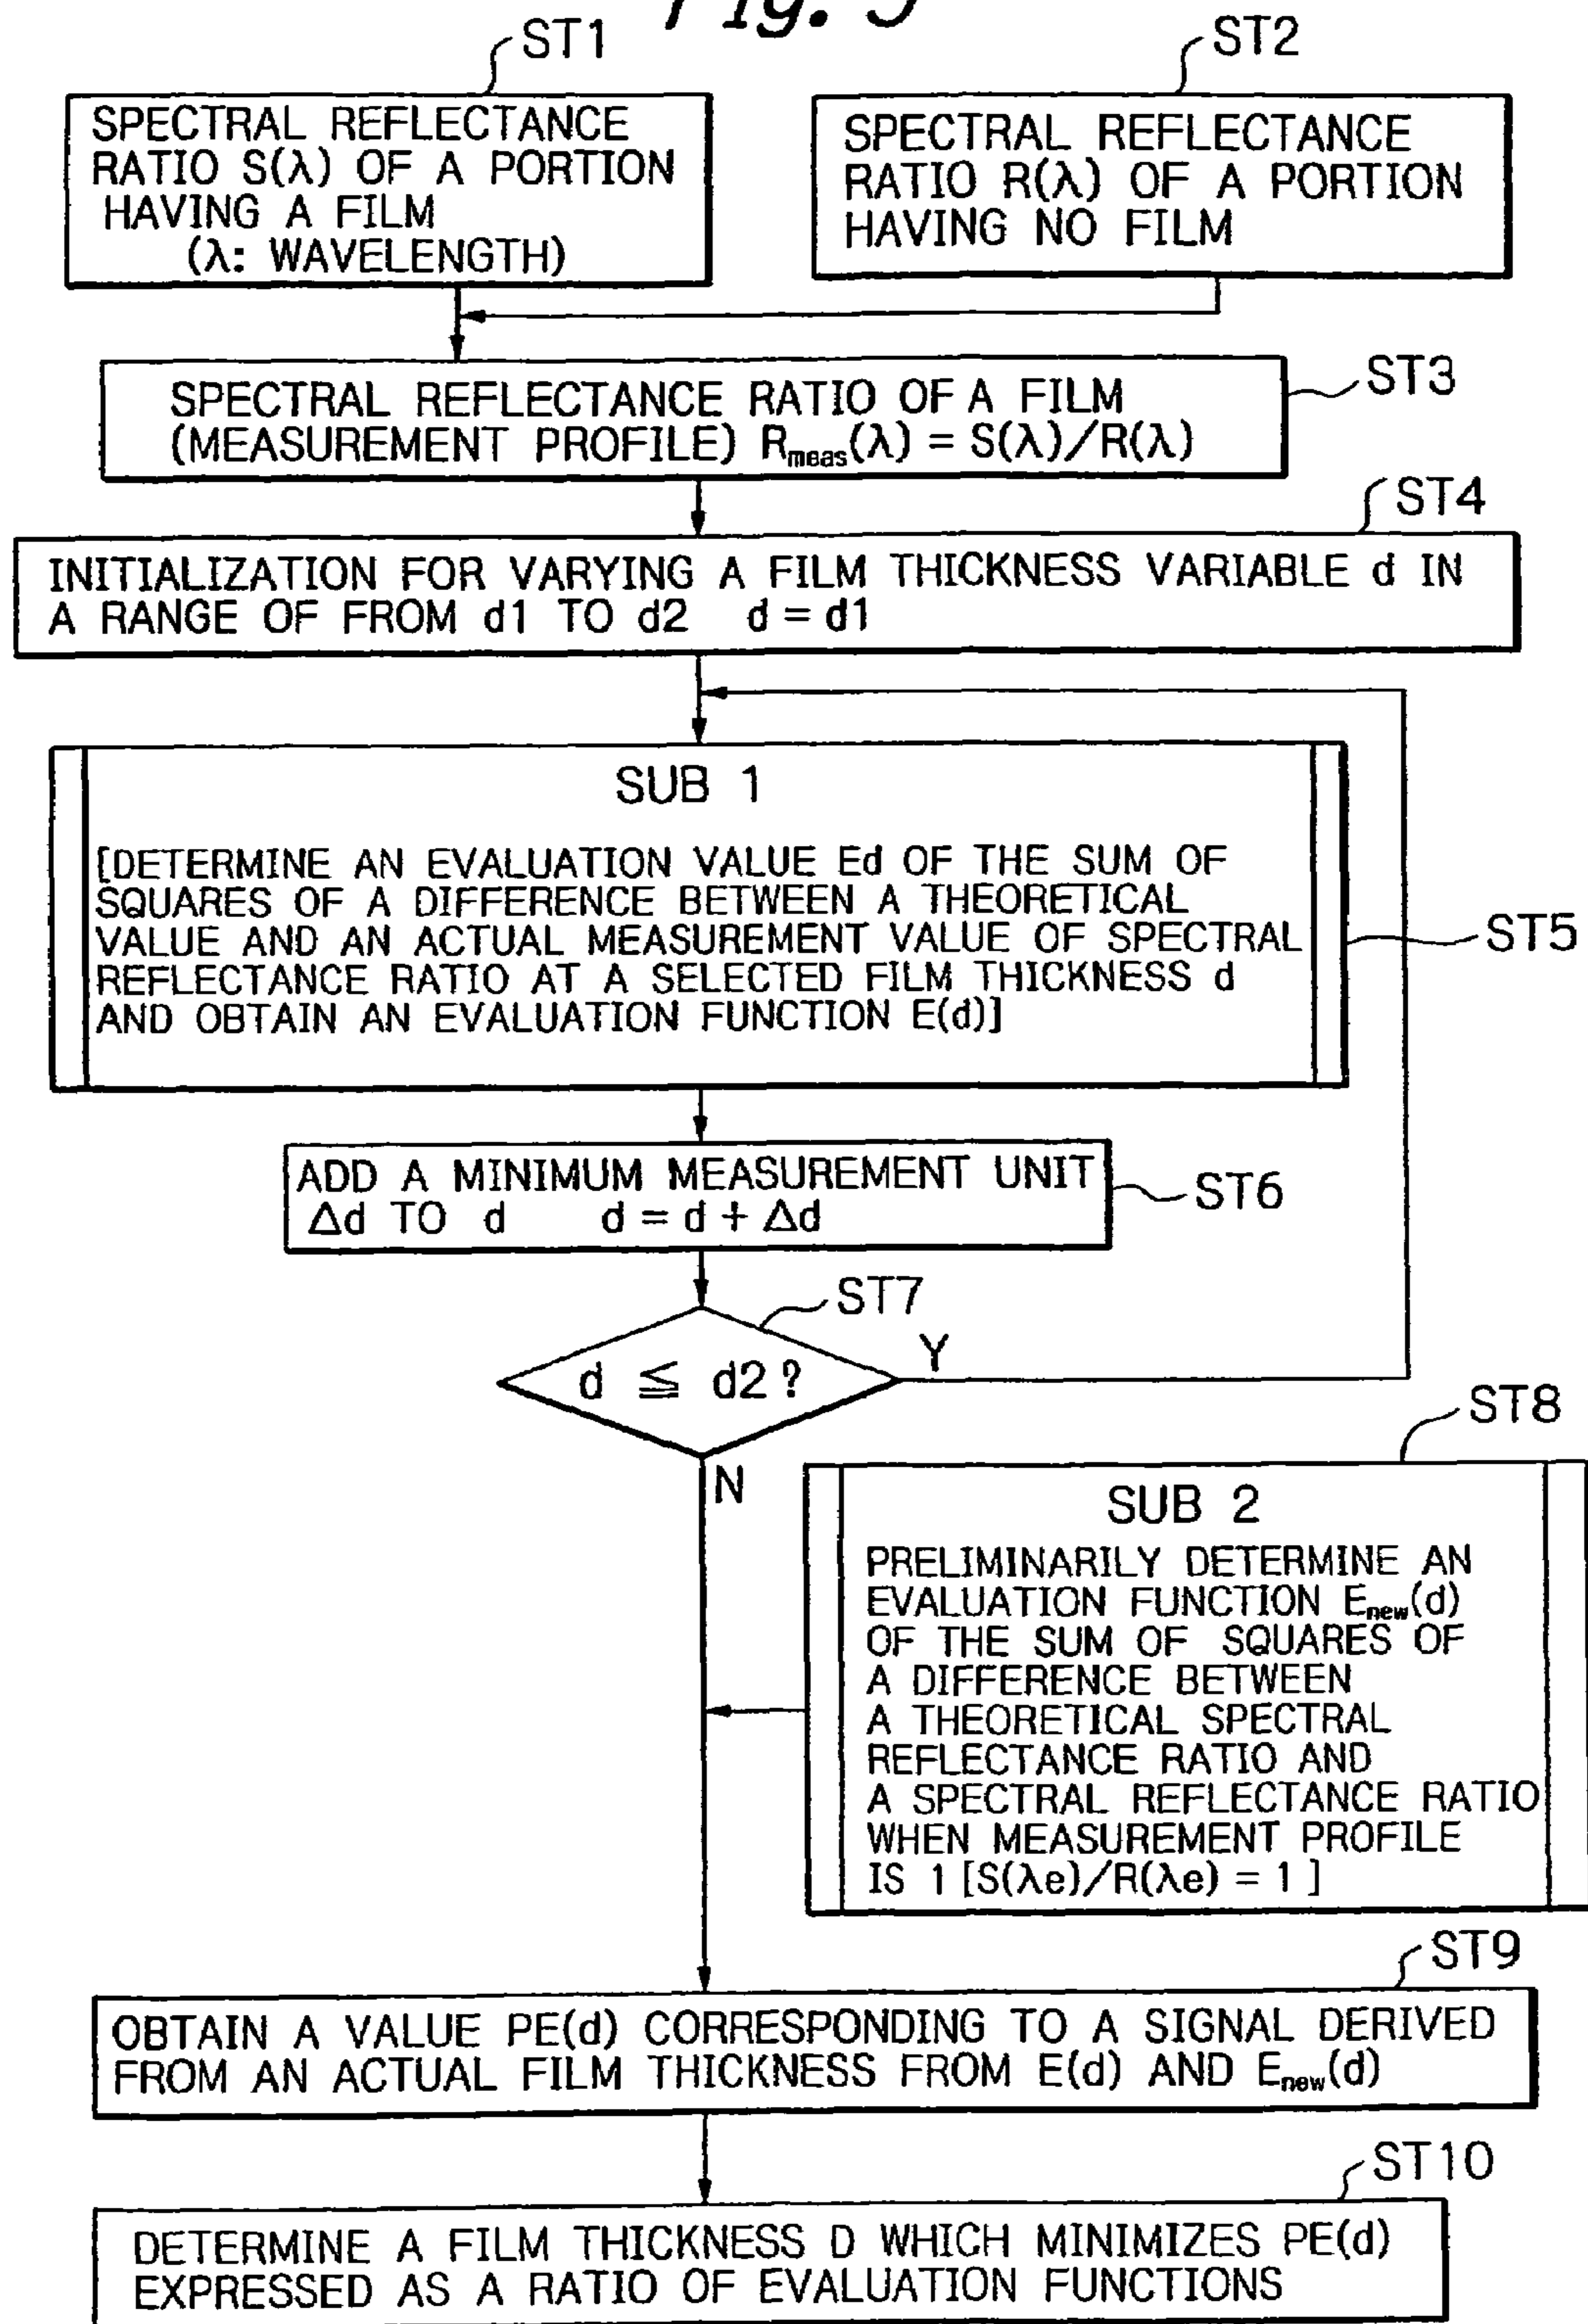 Fig. 5
ST1
ST2
SPECTRAL REFLECTANCE
RATIO S(λ) OF A PORTION
HAVING A FILM
(λ: WAVELENGTH)
SPECTRAL REFLECTANCE
RATIO R(λ) OF A PORTION
HAVING NO FILM
ST3
SPECTRAL REFLECTANCE RATIO OF A FILM
(MEASUREMENT PROFILE) Rmeas(λ) = S(λ)/R(λ)
ST4
INITIALIZATION FOR VARYING A FILM THICKNESS VARIABLE d IN
A RANGE OF FROM d1 TO d2 d = d1
SUB 1
[DETERMINE AN EVALUATION VALUE Ed OF THE SUM OF
SQUARES OF A DIFFERENCE BETWEEN A THEORETICAL
VALUE AND AN ACTUAL MEASUREMENT VALUE OF SPECTRAL
REFLECTANCE RATIO AT A SELECTED FILM THICKNESS d
AND OBTAIN AN EVALUATION FUNCTION E(d)]
ST5
ADD A MINIMUM MEASUREMENT UNIT
Δd TO d d = d + Δd
ST6
ST7
d ≦ d2 ?
Y
N
ST8
SUB 2
PRELIMINARILY DETERMINE AN
EVALUATION FUNCTION Enew(d)
OF THE SUM OF SQUARES OF
A DIFFERENCE BETWEEN
A THEORETICAL SPECTRAL
REFLECTANCE RATIO AND
A SPECTRAL REFLECTANCE RATIO
WHEN MEASUREMENT PROFILE
IS 1 [S(λe)/R(λe) = 1 ]
ST9
OBTAIN A VALUE PE(d) CORRESPONDING TO A SIGNAL DERIVED
FROM AN ACTUAL FILM THICKNESS FROM E(d) AND Enew(d)
ST10
DETERMINE A FILM THICKNESS D WHICH MINIMIZES PE(d)
EXPRESSED AS A RATIO OF EVALUATION FUNCTIONS